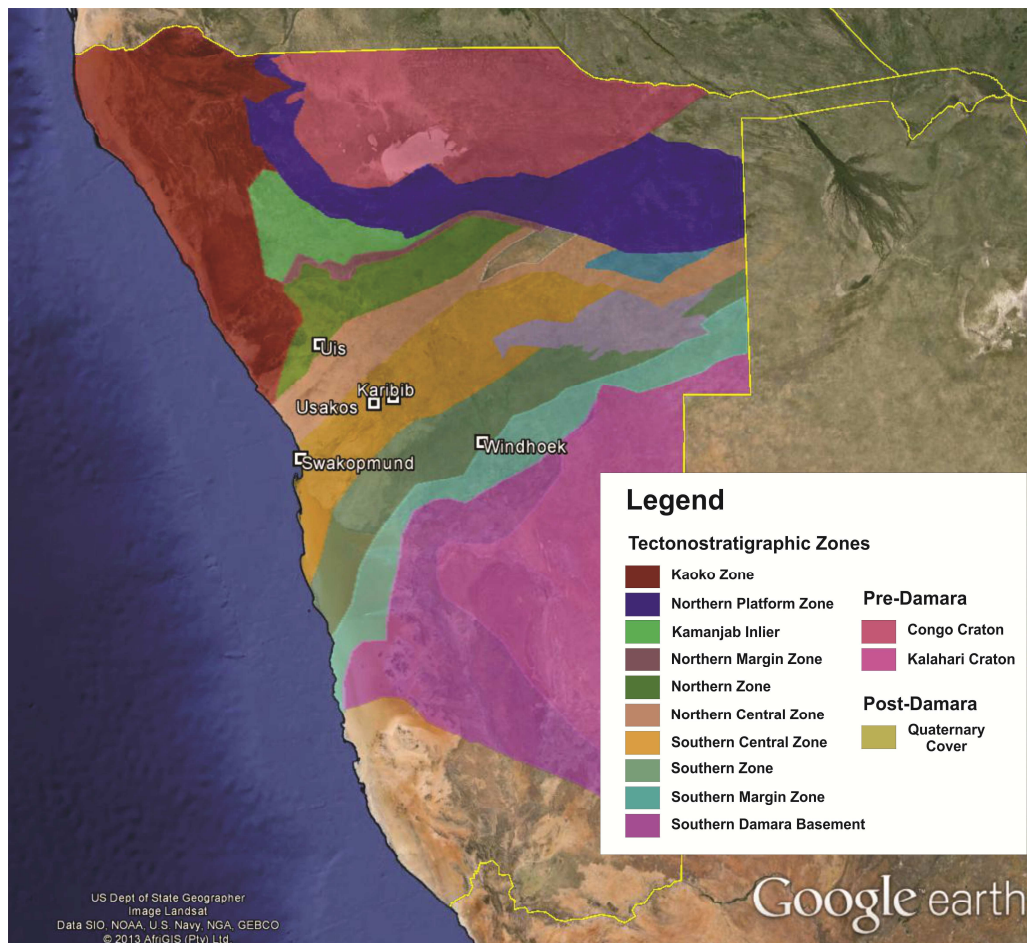 Uis
Karibib
Usakos
Windhoek
Swakopmund
Legend
Tectonostratigraphic Zones
Kaoko Zone
Northern Platform Zone
Kamanjab Inlier
Northern Margin Zone
Northern Zone
Northern Central Zone
Southern Central Zone
Southern Zone
Southern Margin Zone
Southern Damara Basement
Pre-Damara
Congo Craton
Kalahari Craton
Post-Damara
Quaternary
Cover
US Dept of State Geographer
Image Landsat
Data SIO, NOAA, U.S. Navy, NGA, GEBCO
© 2013 AfriGIS (Pty) Ltd.
Google earth